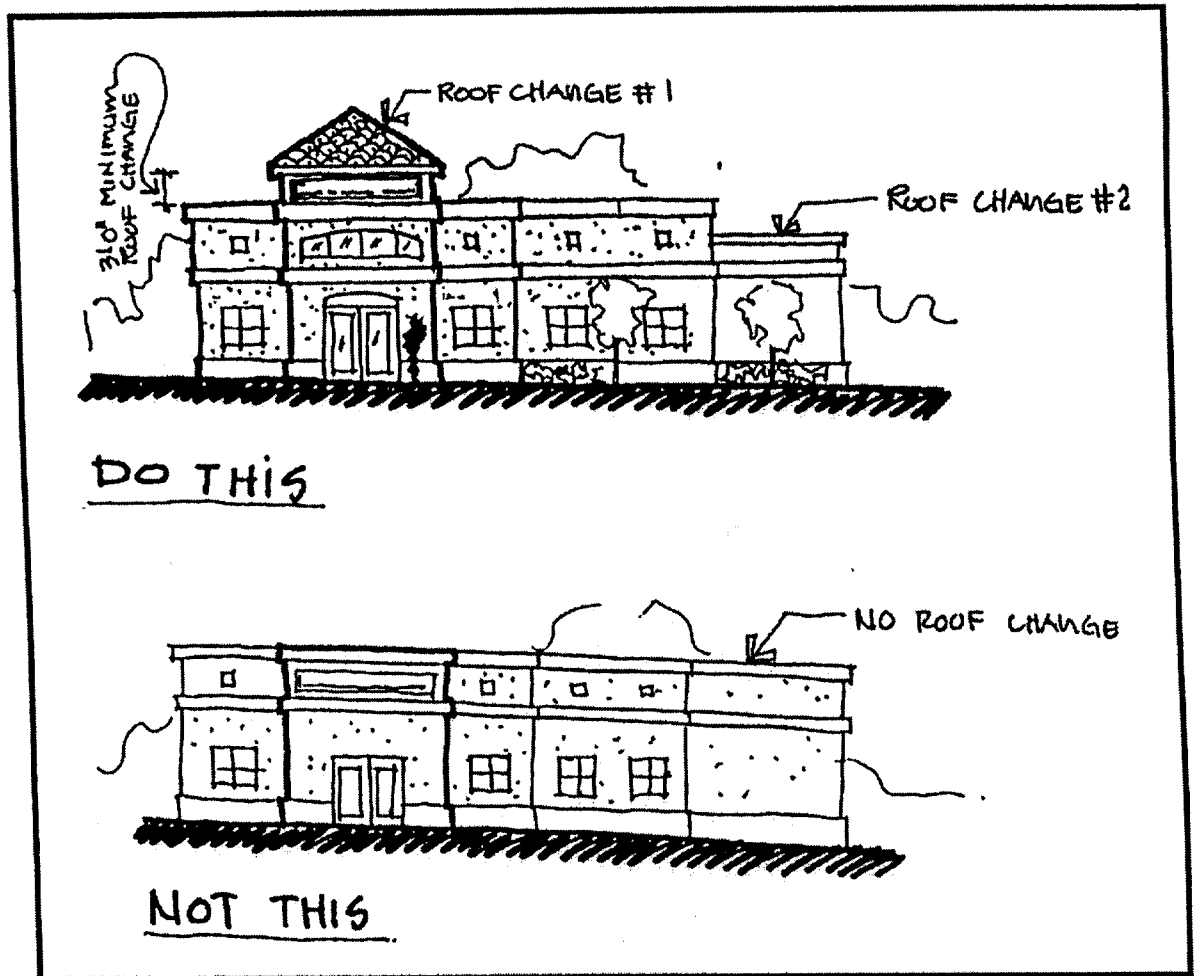 ROOF CHANGE #1
3'0" MINIMUM
ROOF CHANGE
ROOF CHANGE #2
DO THIS
NO ROOF CHANGE
NOT THIS